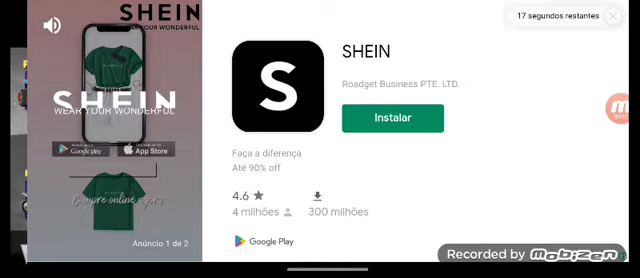 SHEIN
WEAR YOUR WONDERFUL
SHEIN
WEAR YOUR WONDERFUL
Google play
App Store
Compre online agora
Anúncio 1 de 2
17 segundos restantes
S
SHEIN
Roadget Business PTE. LTD.
Instalar
Faça a diferença
Até 90% off
4.6
4 milhões
300 milhões
Google Play
Recorded by Mobizen